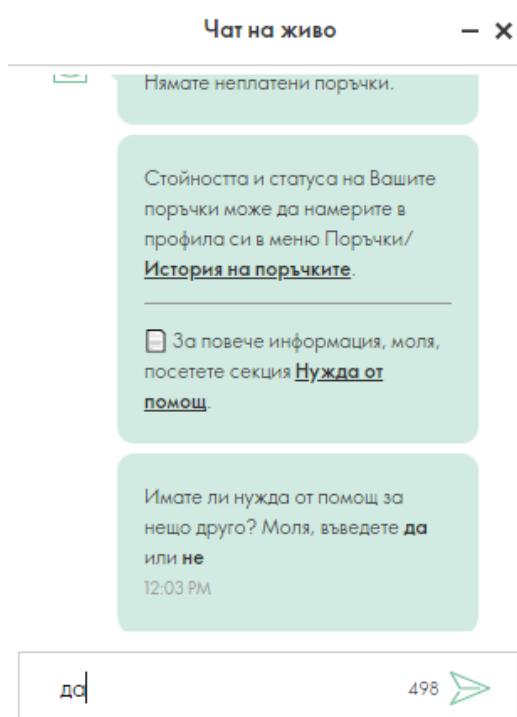 Чат на живо
Нямате неплатени поръчки.
Стойността и статуса на Вашите
поръчки може да намерите в
профила си в меню Поръчки/
История на поръчките.
За повече информация, моля,
посетете секция Нужда от
помощ.
Имате ли нужда от помощ за
нещо друго? Моля, въведете да
или не
12:03 PM
да
498